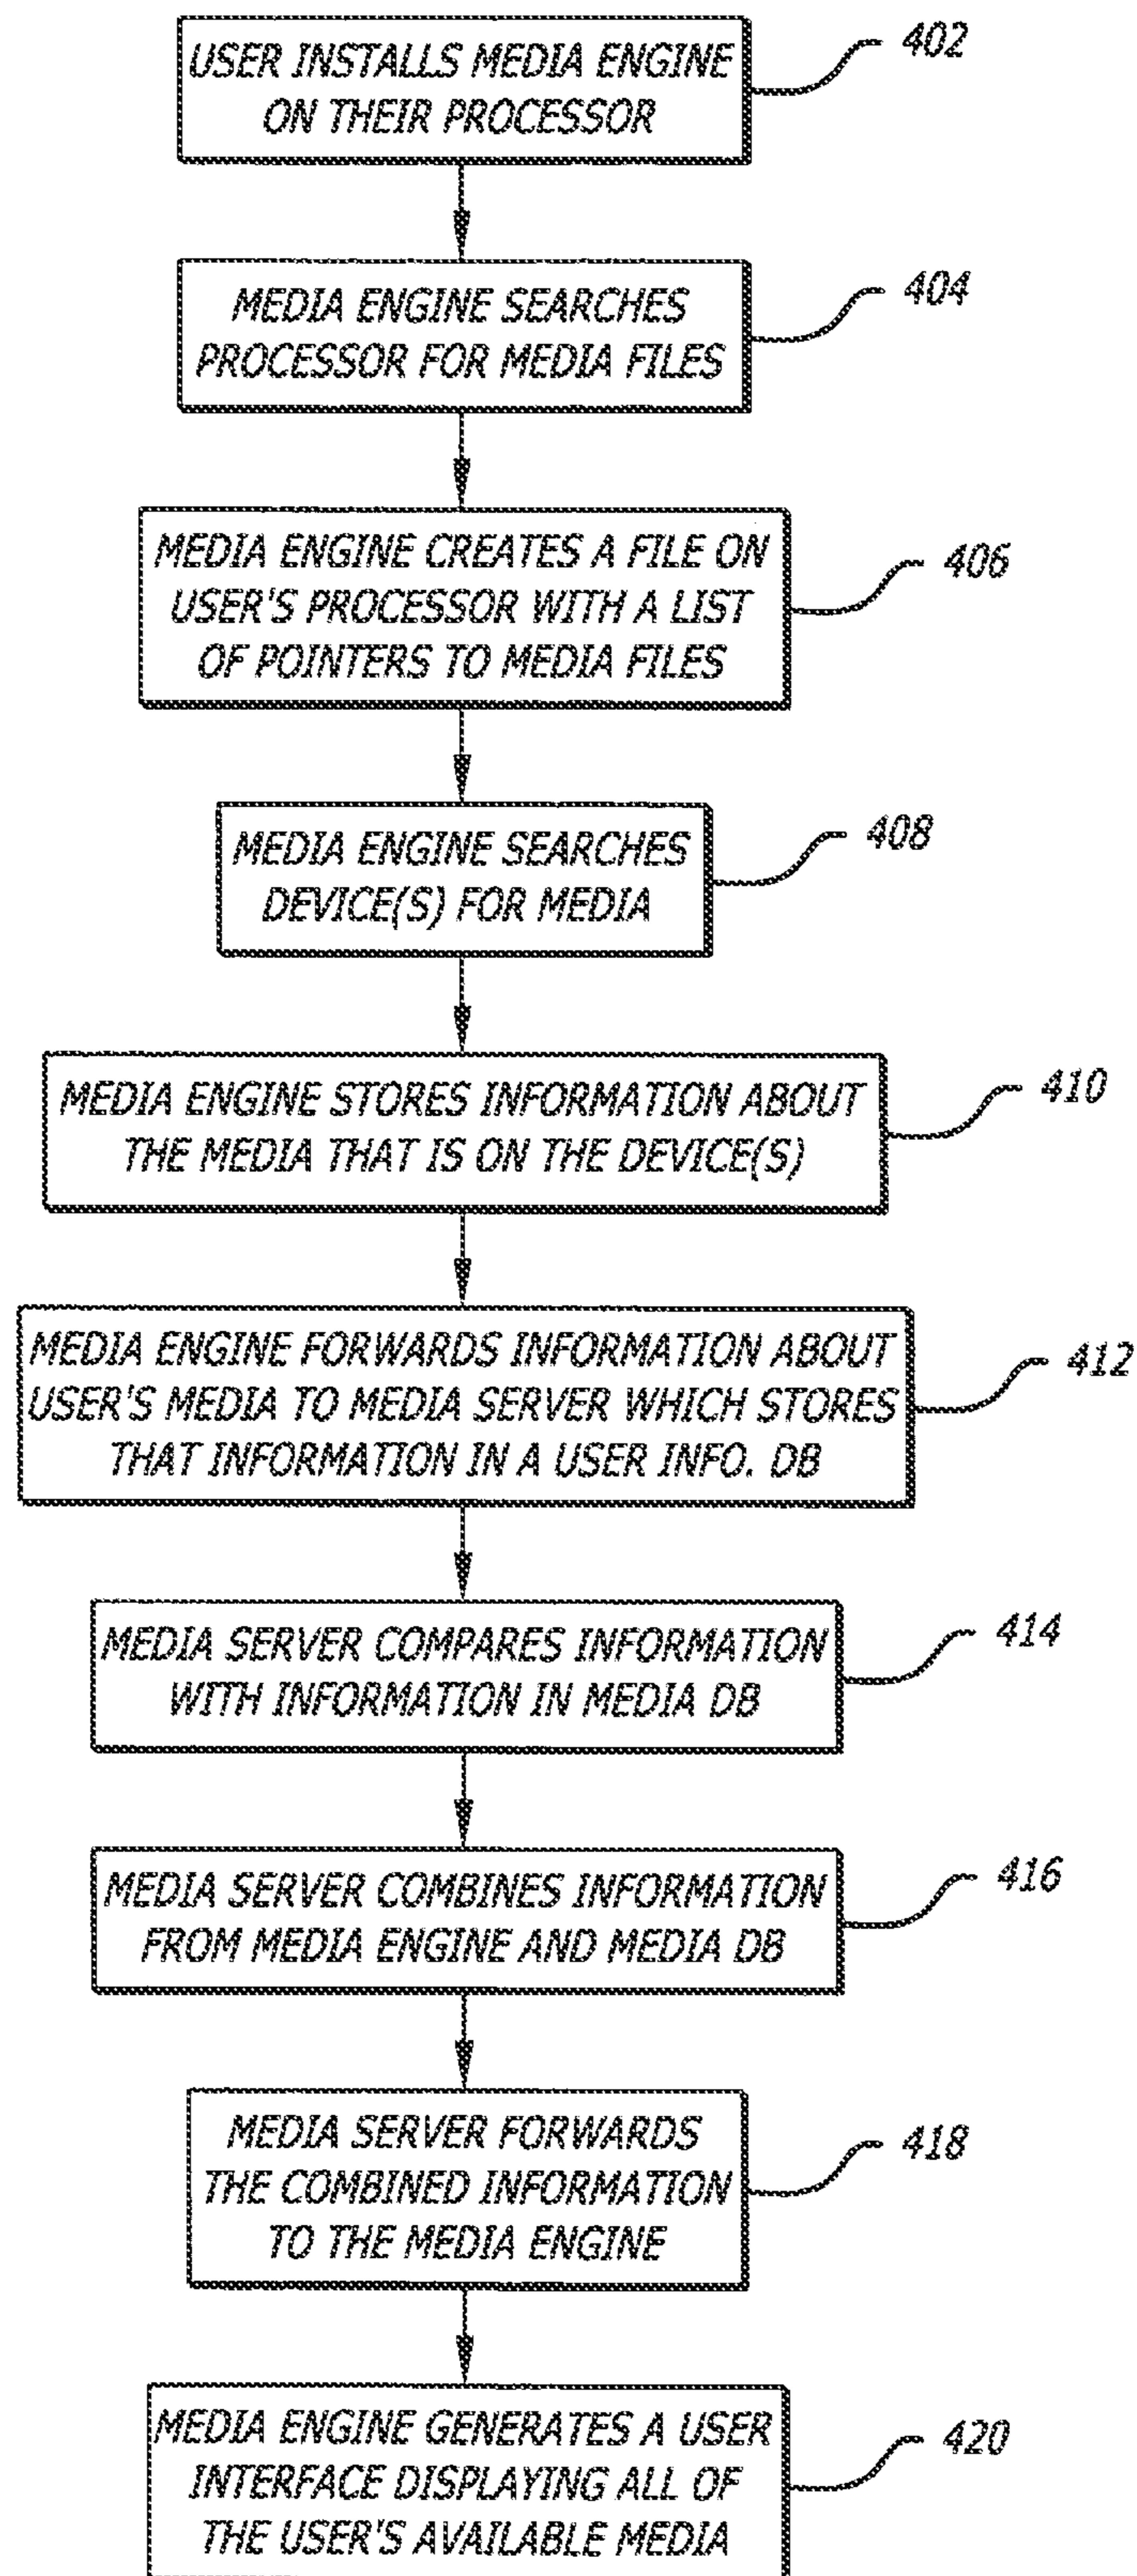 USER INSTALLS MEDIA ENGINE
ON THEIR PROCESSOR
402
MEDIA ENGINE SEARCHES
PROCESSOR FOR MEDIA FILES
404
MEDIA ENGINE CREATES A FILE ON
USER'S PROCESSOR WITH A LIST
OF POINTERS TO MEDIA FILES
406
MEDIA ENGINE SEARCHES
DEVICE(S) FOR MEDIA
408
MEDIA ENGINE STORES INFORMATION ABOUT
THE MEDIA THAT IS ON THE DEVICE(S)
410
MEDIA ENGINE FORWARDS INFORMATION ABOUT
USER'S MEDIA TO MEDIA SERVER WHICH STORES
THAT INFORMATION IN A USER INFO. DB
412
MEDIA SERVER COMPARES INFORMATION
WITH INFORMATION IN MEDIA DB
414
MEDIA SERVER COMBINES INFORMATION
FROM MEDIA ENGINE AND MEDIA DB
416
MEDIA SERVER FORWARDS
THE COMBINED INFORMATION
TO THE MEDIA ENGINE
418
MEDIA ENGINE GENERATES A USER
INTERFACE DISPLAYING ALL OF
THE USER'S AVAILABLE MEDIA
420